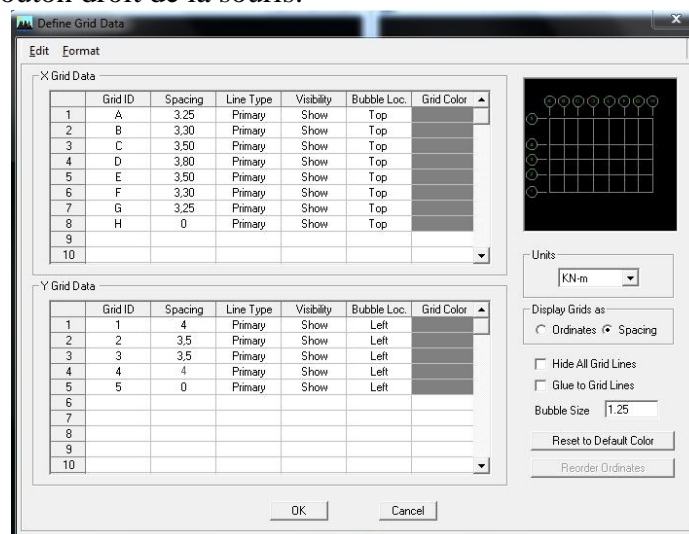 outon droit de la souris.
Define Grid Data
Edit Format
X Grid Data
Grid ID Spacing Line Type Visibility Bubble Loc. Grid Color
1 A 3.25 Primary Show Top
2 B 3,30 Primary Show Top
3 C 3,50 Primary Show Top
4 D 3,80 Primary Show Top
5 E 3,50 Primary Show Top
6 F 3,30 Primary Show Top
7 G 3,25 Primary Show Top
8 H 0 Primary Show Top
9
10
Y Grid Data
Grid ID Spacing Line Type Visibility Bubble Loc. Grid Color
1 1 4 Primary Show Left
2 2 3,5 Primary Show Left
3 3 3,5 Primary Show Left
4 4 4 Primary Show Left
5 5 0 Primary Show Left
6
7
8
9
10
Units
KN-m
Display Grids as
Ordinates Spacing
Hide All Grid Lines
Glue to Grid Lines
Bubble Size 1.25
Reset to Default Color
Reorder Ordinates
OK Cancel